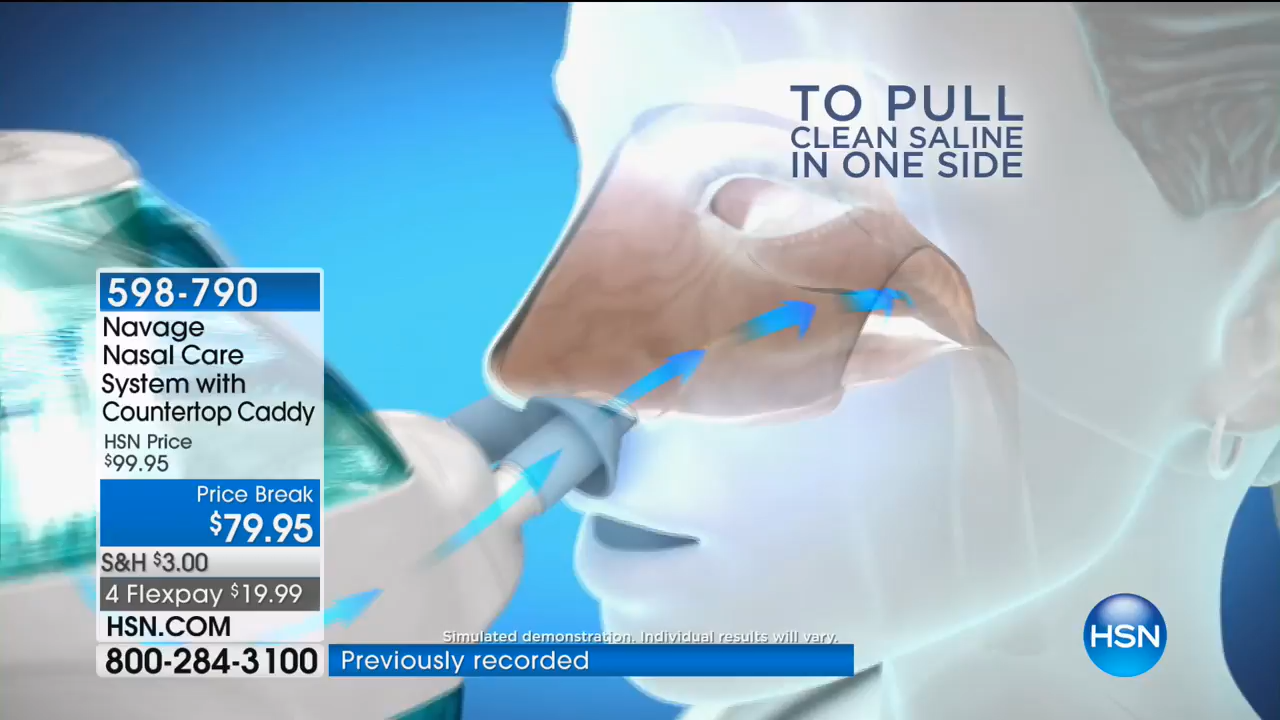 TO PULL
CLEAN SALINE
IN ONE SIDE
598-790
Navage
Nasal Care
System with
Countertop Caddy
HSN Price
$99.95
Price Break
$79.95
S&H $3.00
4 Flexpay $19.99
HSN.COM
800-284-3100
Simulated demonstration. Individual results will vary.
Previously recorded
HSN